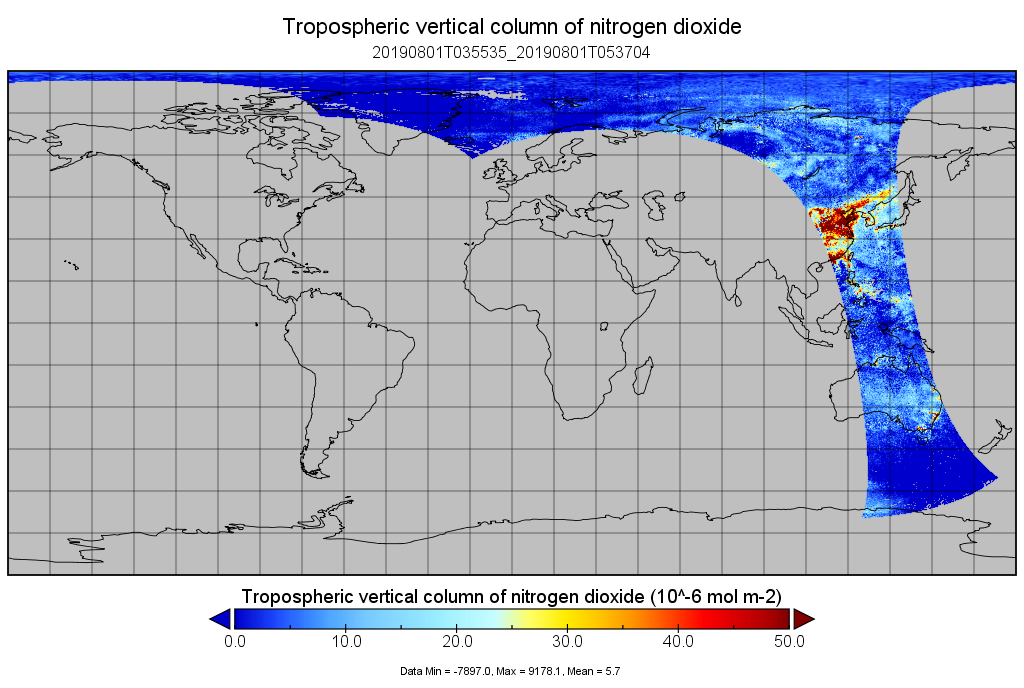 Tropospheric vertical column of nitrogen dioxide
20190801T035535_20190801T053704
Tropospheric vertical column of nitrogen dioxide (10^-6 mol m-2)
0.0 10.0 20.0 30.0 40.0 50.0
Data Min = -7897.0, Max = 9178.1, Mean = 5.7